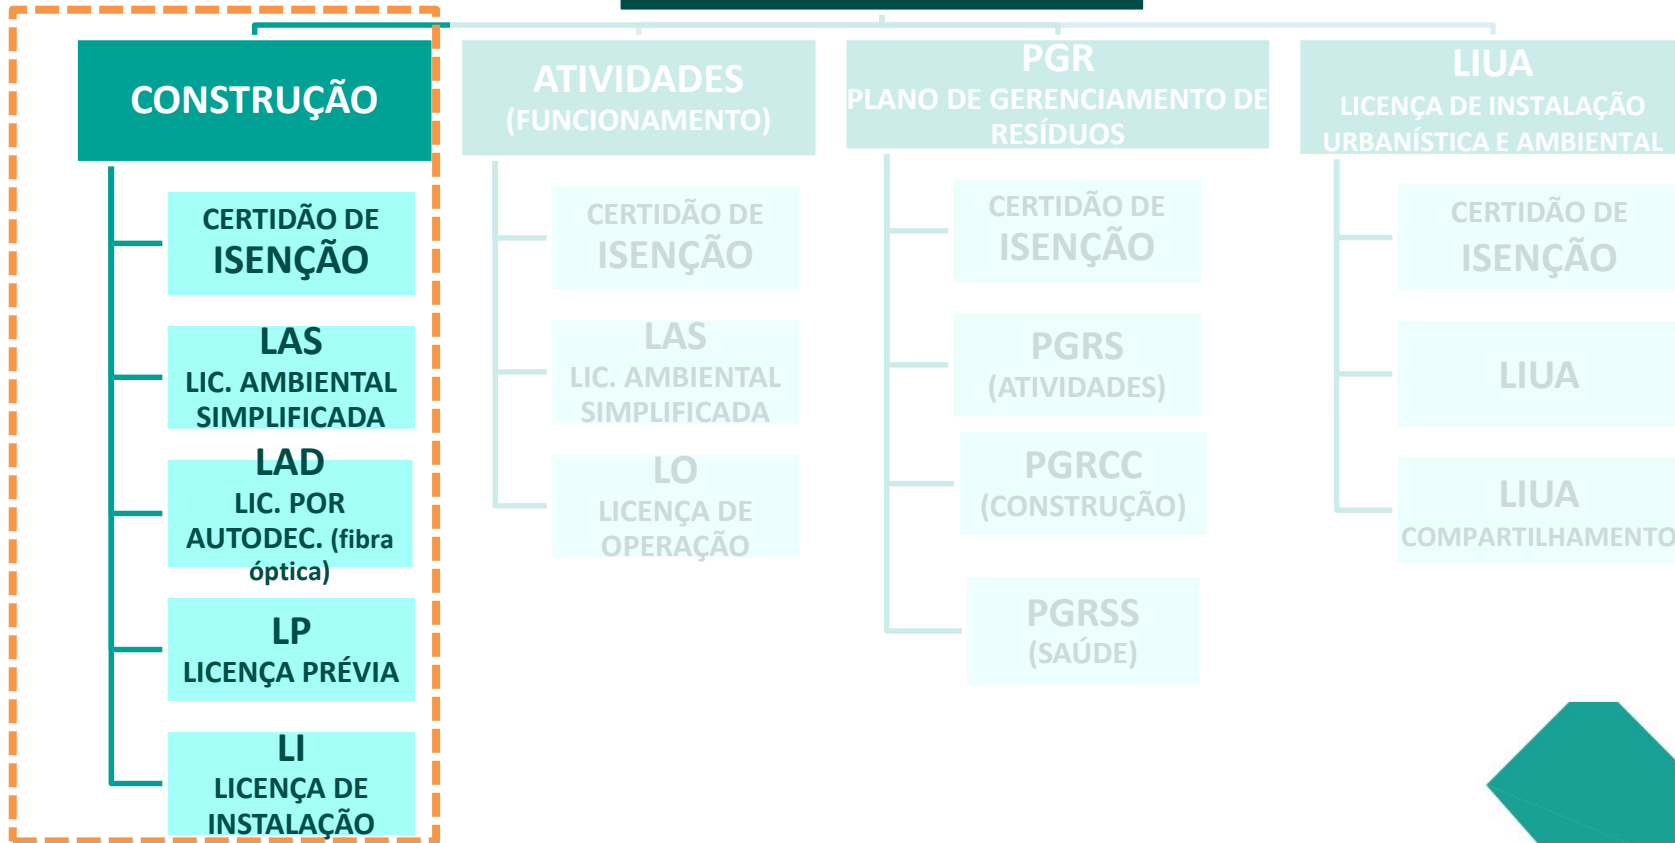 CONSTRUÇÃO
CERTIDÃO DE
ISENÇÃO
LAS
LIC. AMBIENTAL
SIMPLIFICADA
LAD
LIC. POR
AUTODEC. (fibra
óptica)
LP
LICENÇA PRÉVIA
LI
LICENÇA DE
INSTALAÇÃO
ATIVIDADES
(FUNCIONAMENTO)
CERTIDÃO DE
ISENÇÃO
LAS
LIC. AMBIENTAL
SIMPLIFICADA
LO
LICENÇA DE
OPERAÇÃO
PGR
PLANO DE GERENCIAMENTO DE
RESÍDUOS
CERTIDÃO DE
ISENÇÃO
PGRS
(ATIVIDADES)
PGRCC
(CONSTRUÇÃO)
PGRSS
(SAÚDE)
LIUA
LICENÇA DE INSTALAÇÃO
URBANÍSTICA E AMBIENTAL
CERTIDÃO DE
ISENÇÃO
LIUA
LIUA
COMPARTILHAMENTO